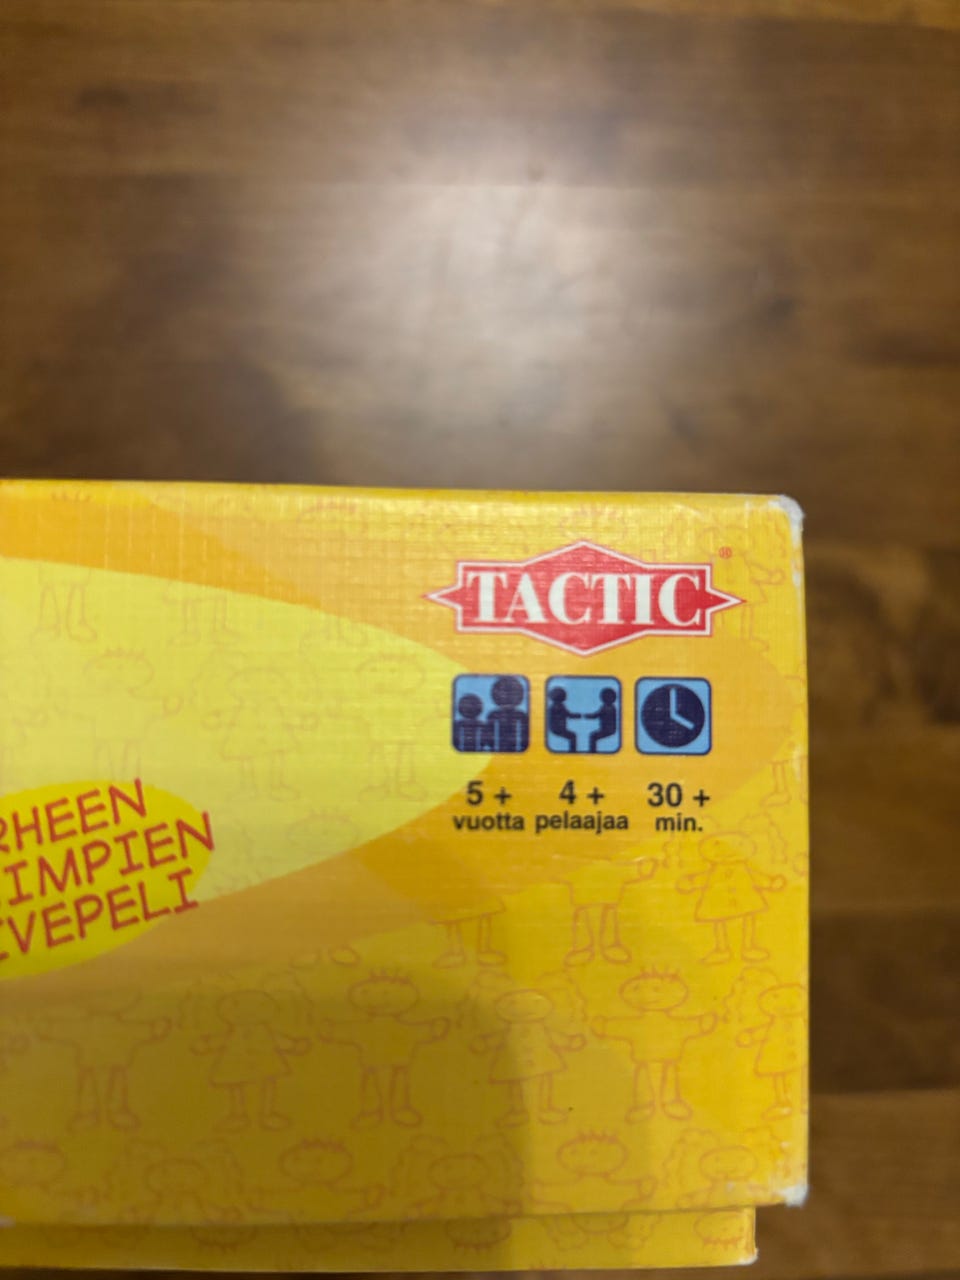 TACTIC®
5 + 4 + 30 +
vuotta pelaajaa min.
RHEEN
IMPIEN
IVEPELI